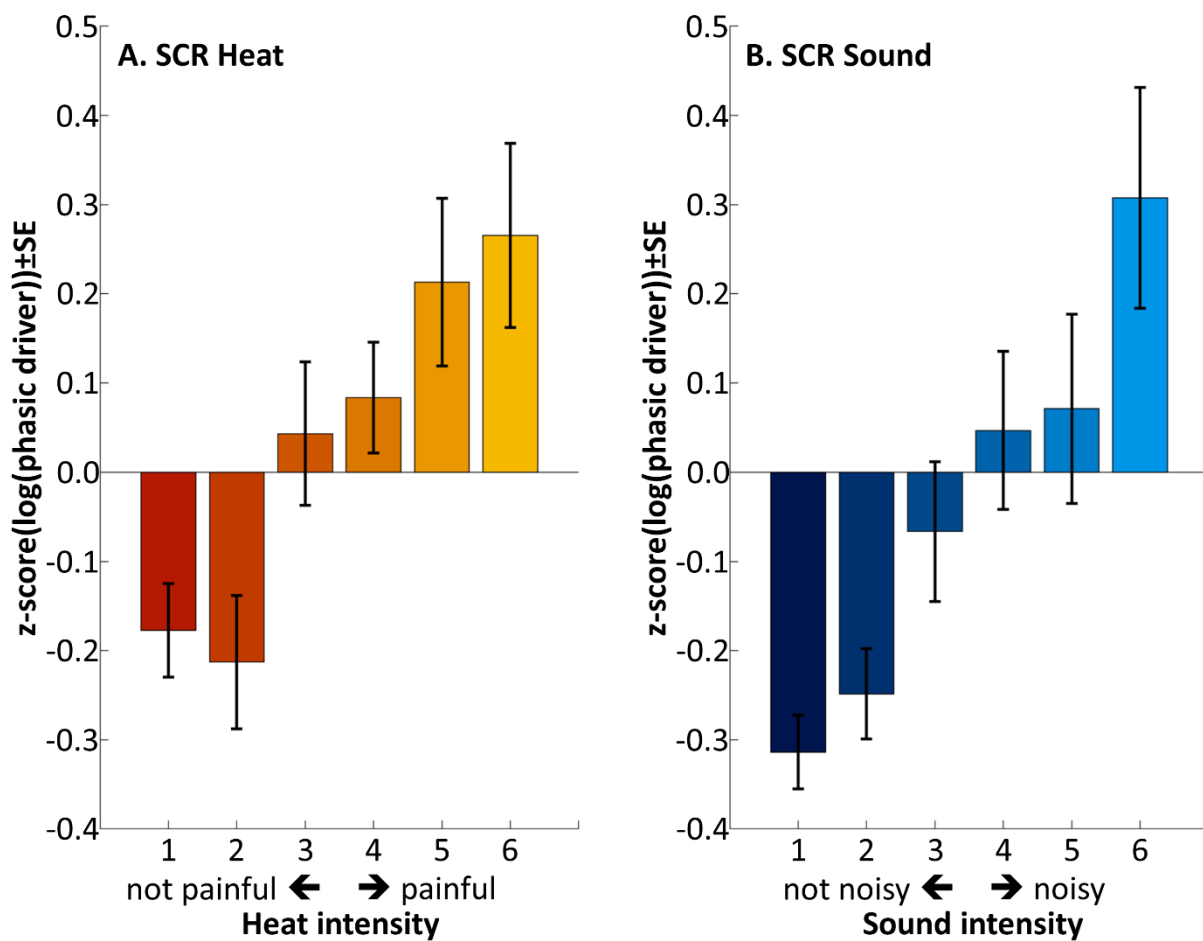 A. SCR Heat
z-score(log(phasic driver))±SE
0.5
0.4
0.3
0.2
0.1
0.0
-0.1
-0.2
-0.3
-0.4
1 2 3 4 5 6
not painful ← → painful
Heat intensity
B. SCR Sound
z-score(log(phasic driver))±SE
0.5
0.4
0.3
0.2
0.1
0.0
-0.1
-0.2
-0.3
-0.4
1 2 3 4 5 6
not noisy ← → noisy
Sound intensity